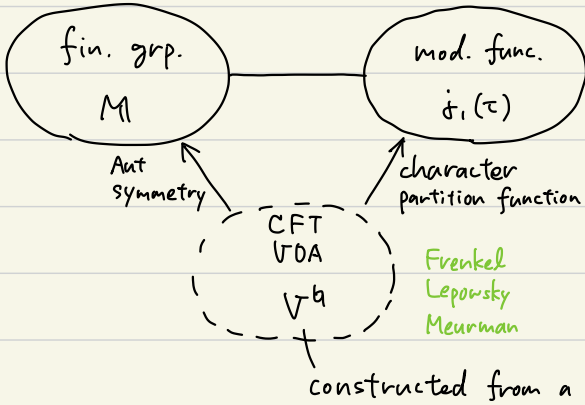 fin. grp.
𝕄
mod. func.
j₁(τ)
Aut
symmetry
character
partition function
CFT
VOA
V♮
Frenkel
Lepowsky
Meurman
constructed from a